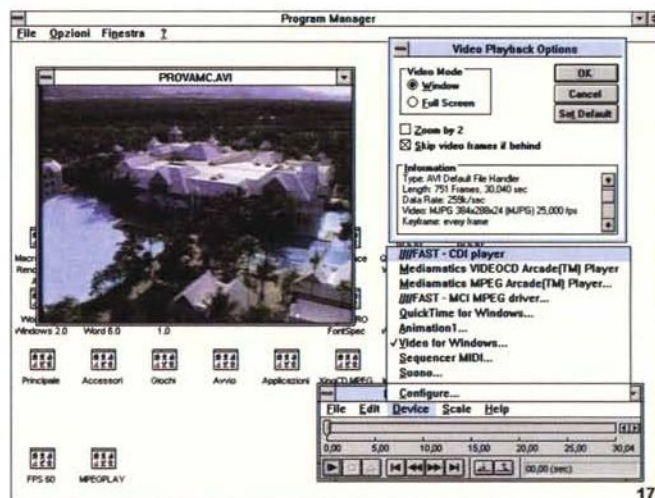 Program Manager
File Opzioni Finestra ?
PROVAMC.AVI
Video Playback Options
Video Mode
Window
Full Screen
OK
Cancel
Set Default
Zoom by 2
Skip video frames if behind
Information
Type: AVI Default File Handler
Length: 751 Frames, 30,040 sec
Data Rate: 259k/sec
Video: MJPG 384x288x24 (MJPG) 25,000 fps
Keyframe: every frame
////FAST - CDI player
Mediamatics VIDEOCD Arcade(TM) Player
Mediamatics MPEG Arcade(TM) Player...
////FAST - MCI MPEG driver...
QuickTime for Windows...
Animation1...
Video for Windows...
Sequencer MIDI...
Suono...
Configure...
Windows 2.0 Word 6.0 1.0 FontSpec
Principale Accessori Giochi Avvio Applicazioni XingCD MPEG
File Edit Device Scale Help
0,00 5,00 10,00 15,00 20,00 25,00 30,04
00,00 (sec)
FPS 60 MPEGPLAY
17